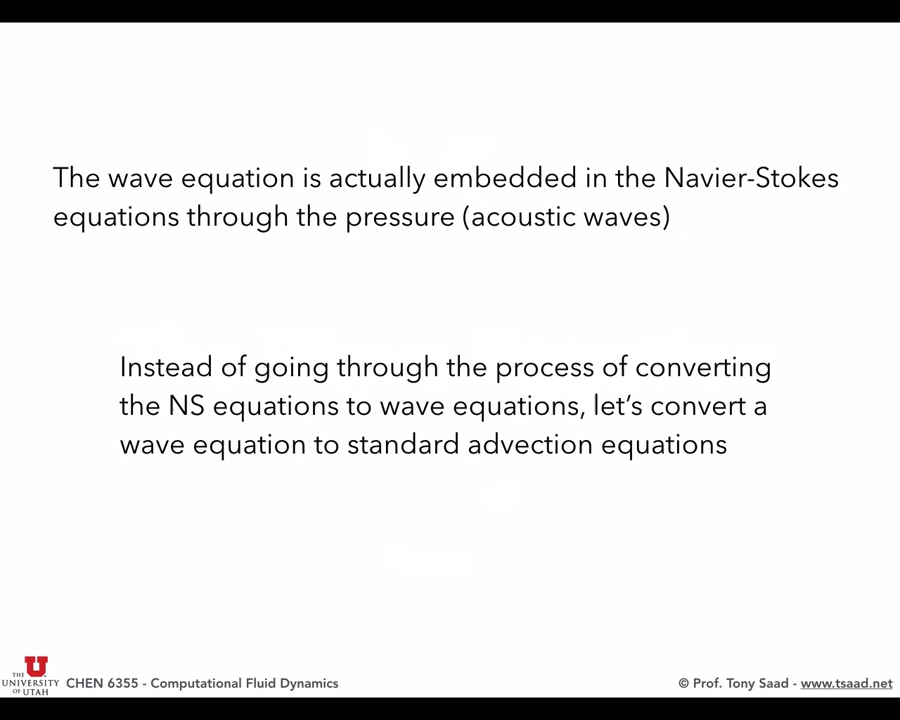 The wave equation is actually embedded in the Navier-Stokes
equations through the pressure (acoustic waves)
Instead of going through the process of converting
the NS equations to wave equations, let’s convert a
wave equation to standard advection equations
THE
UNIVERSITY
OF UTAH
CHEN 6355 - Computational Fluid Dynamics
© Prof. Tony Saad - www.tsaad.net